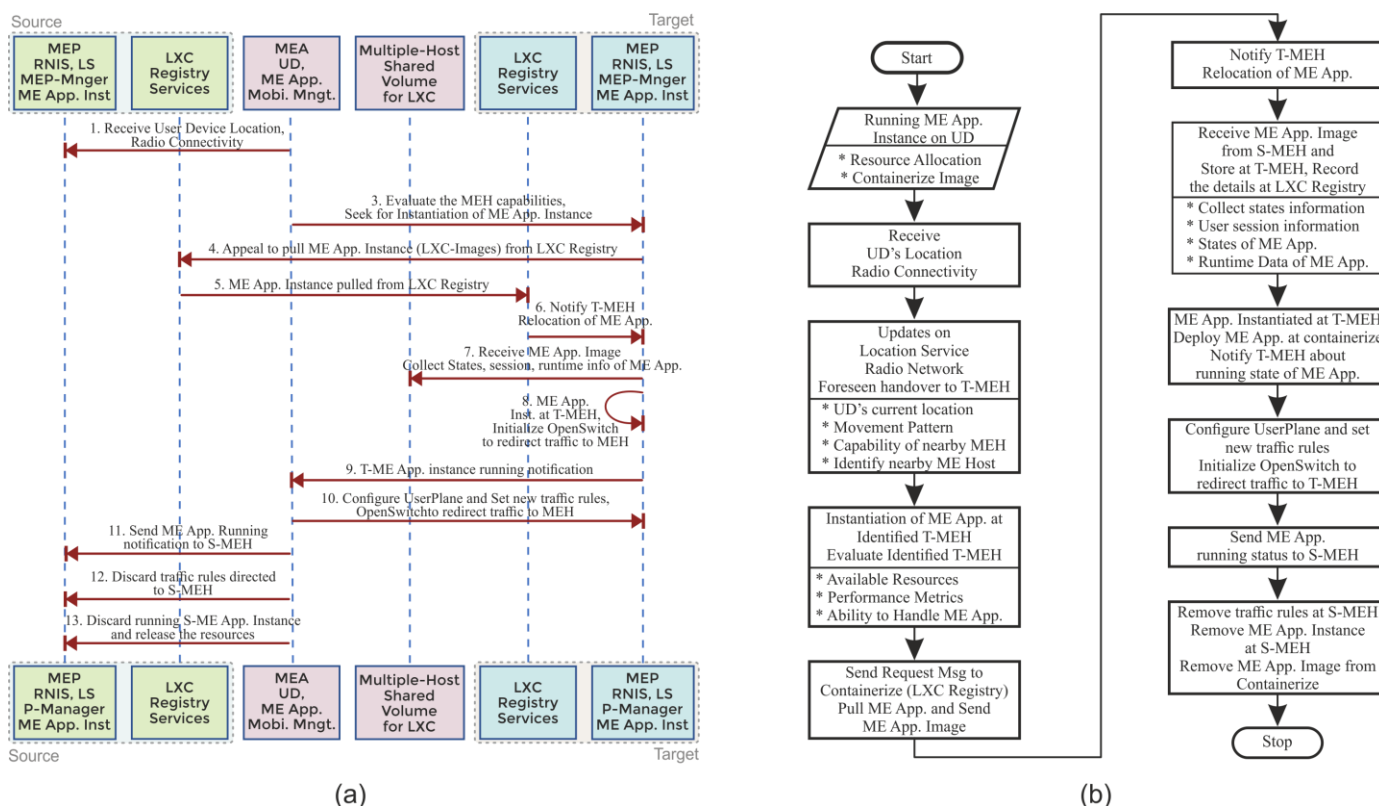 Source
Target
MEP
RNIS, LS
MEP-Mnger
ME App. Inst
LXC
Registry
Services
MEA
UD,
ME App.
Mobi. Mngt.
Multiple-Host
Shared
Volume
for LXC
LXC
Registry
Services
MEP
RNIS, LS
MEP-Mnger
ME App. Inst
1. Receive User Device Location,
Radio Connectivity
3. Evaluate the MEH capabilities,
Seek for Instantiation of ME App. Instance
4. Appeal to pull ME App. Instance (LXC-Images) from LXC Registry
5. ME App. Instance pulled from LXC Registry
6. Notify T-MEH
Relocation of ME App.
7. Receive ME App. Image
Collect States, session, runtime info of ME App.
8. ME App.
Inst. at T-MEH,
Initialize OpenSwitch
to redirect traffic to MEH
9. T-ME App. instance running notification
10. Configure UserPlane and Set new traffic rules,
OpenSwitchto redirect traffic to MEH
11. Send ME App. Running
notification to S-MEH
12. Discard traffic rules directed
to S-MEH
13. Discard running S-ME App. Instance
and release the resources
MEP
RNIS, LS
P-Manager
ME App. Inst
LXC
Registry
Services
MEA
UD,
ME App.
Mobi. Mngt.
Multiple-Host
Shared
Volume
for LXC
LXC
Registry
Services
MEP
RNIS, LS
P-Manager
ME App. Inst
Source
Target
(a)
Start
Running ME App.
Instance on UD
* Resource Allocation
* Containerize Image
Receive
UD's Location
Radio Connectivity
Updates on
Location Service
Radio Network
Foreseen handover to T-MEH
* UD's current location
* Movement Pattern
* Capability of nearby MEH
* Identify nearby ME Host
Instantiation of ME App. at
Identified T-MEH
Evaluate Identified T-MEH
* Available Resources
* Performance Metrics
* Ability to Handle ME App.
Send Request Msg to
Containerize (LXC Registry)
Pull ME App. and Send
ME App. Image
Notify T-MEH
Relocation of ME App.
Receive ME App. Image
from S-MEH and
Store at T-MEH, Record
the details at LXC Registry
* Collect states information
* User session information
* States of ME App.
* Runtime Data of ME App.
ME App. Instantiated at T-MEH
Deploy ME App. at containerize
Notify T-MEH about
running state of ME App.
Configure UserPlane and set
new traffic rules
Initialize OpenSwitch to
redirect traffic to T-MEH
Send ME App.
running status to S-MEH
Remove traffic rules at S-MEH
Remove ME App. Instance
at S-MEH
Remove ME App. Image from
Containerize
Stop
(b)